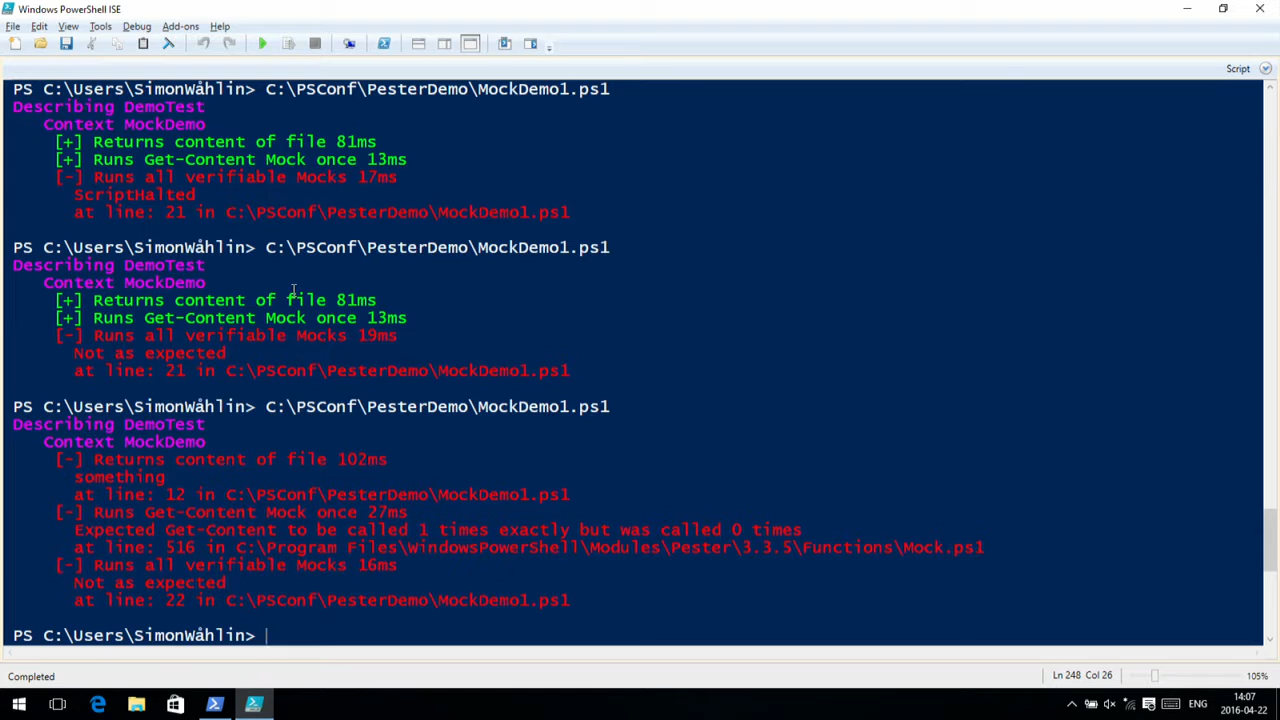 Windows PowerShell ISE
File Edit View Tools Debug Add-ons Help
Script
PS C:\Users\SimonWåhlin> C:\PSConf\PesterDemo\MockDemo1.ps1
Describing DemoTest
Context MockDemo
[+] Returns content of file 81ms
[+] Runs Get-Content Mock once 13ms
[-] Runs all verifiable Mocks 17ms
ScriptHalted
at line: 21 in C:\PSConf\PesterDemo\MockDemo1.ps1
PS C:\Users\SimonWåhlin> C:\PSConf\PesterDemo\MockDemo1.ps1
Describing DemoTest
Context MockDemo
[+] Returns content of file 81ms
[+] Runs Get-Content Mock once 13ms
[-] Runs all verifiable Mocks 19ms
Not as expected
at line: 21 in C:\PSConf\PesterDemo\MockDemo1.ps1
PS C:\Users\SimonWåhlin> C:\PSConf\PesterDemo\MockDemo1.ps1
Describing DemoTest
Context MockDemo
[-] Returns content of file 102ms
something
at line: 12 in C:\PSConf\PesterDemo\MockDemo1.ps1
[-] Runs Get-Content Mock once 27ms
Expected Get-Content to be called 1 times exactly but was called 0 times
at line: 516 in C:\Program Files\WindowsPowerShell\Modules\Pester\3.3.5\Functions\Mock.ps1
[-] Runs all verifiable Mocks 16ms
Not as expected
at line: 22 in C:\PSConf\PesterDemo\MockDemo1.ps1
PS C:\Users\SimonWåhlin>
Completed
Ln 248 Col 26
105%
ENG
14:07
2016-04-22